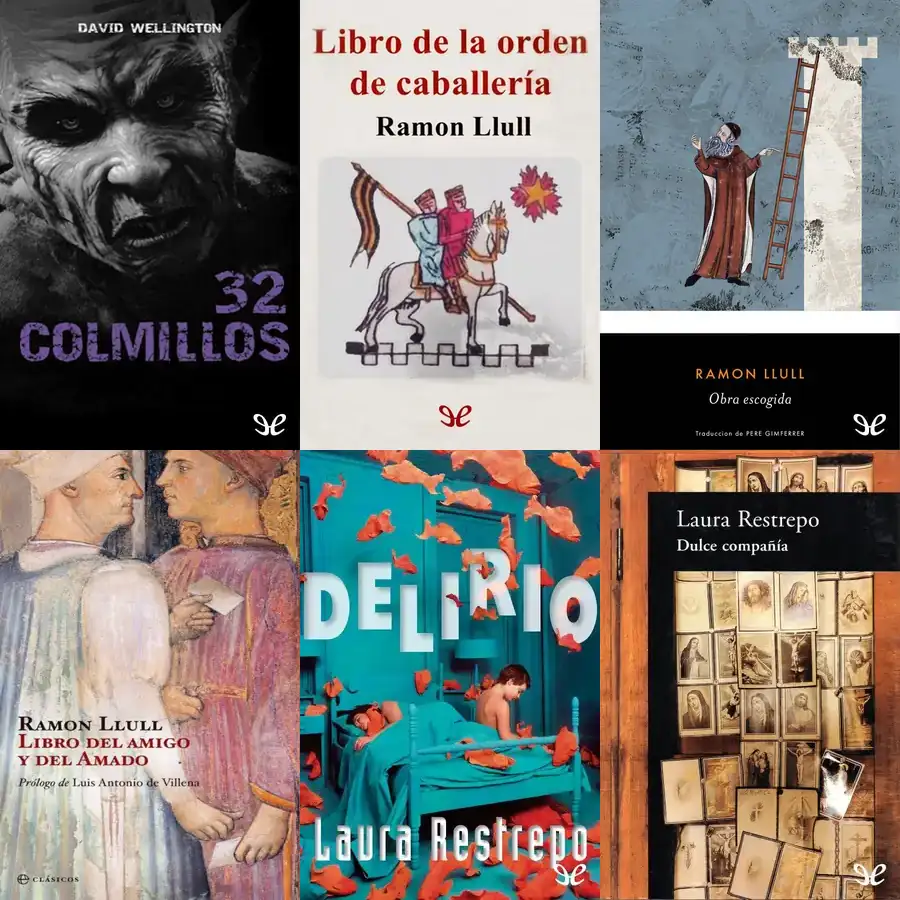 DAVID WELLINGTON
32
COLMILLOS
Libro de la orden
de caballería
Ramon Llull
RAMON LLULL
Obra escogida
Traduccion de PERE GIMFERRER
RAMON LLULL
LIBRO DEL AMIGO
Y DEL AMADO
Prólogo de Luis Antonio de Villena
e CLÁSICOS
DELIRIO
Laura Restrepo
Laura Restrepo
Dulce compañía